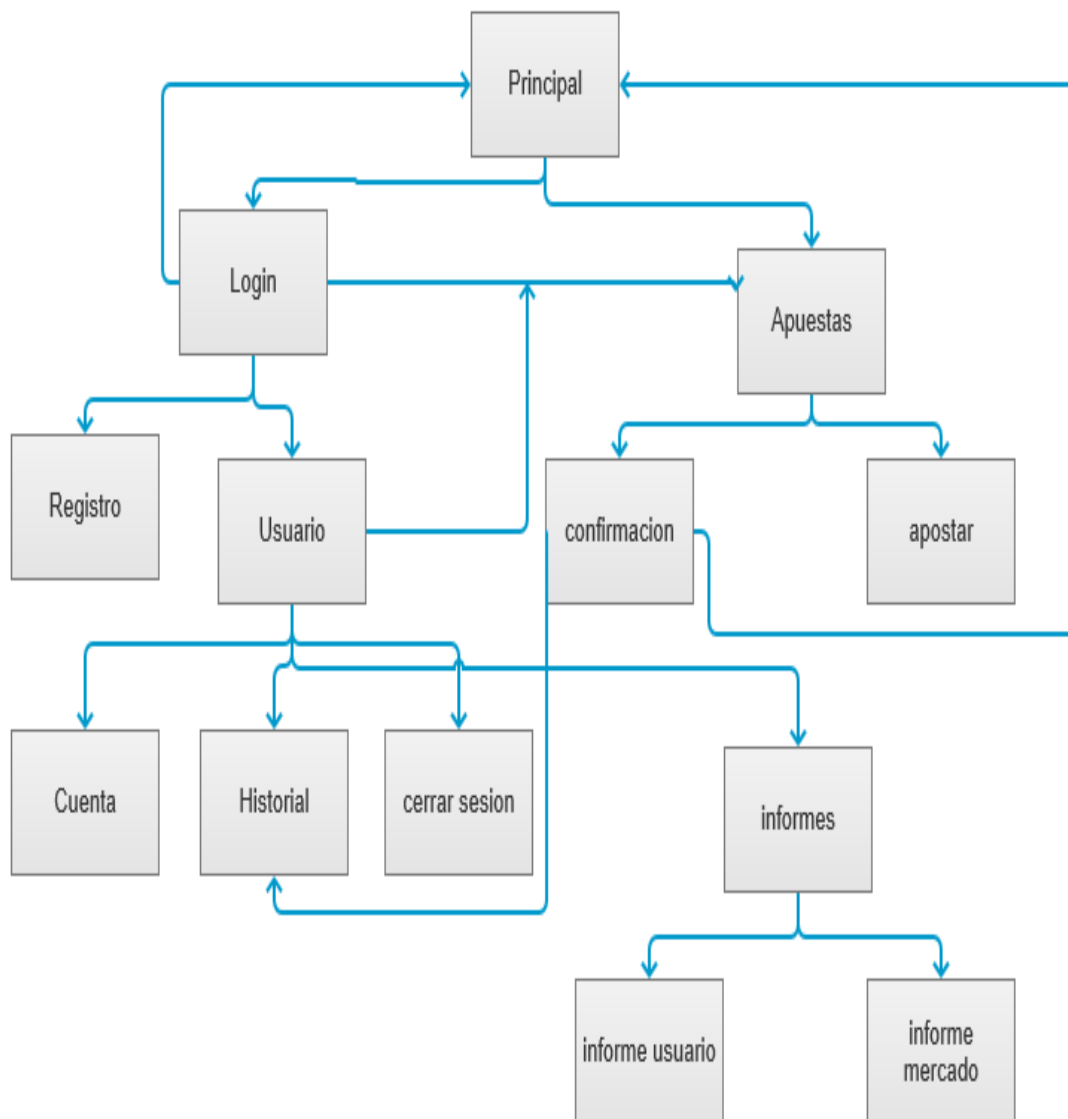 Principal
Login
Apuestas
Registro
Usuario
confirmacion
apostar
Cuenta
Historial
cerrar sesion
informes
informe usuario
informe
mercado